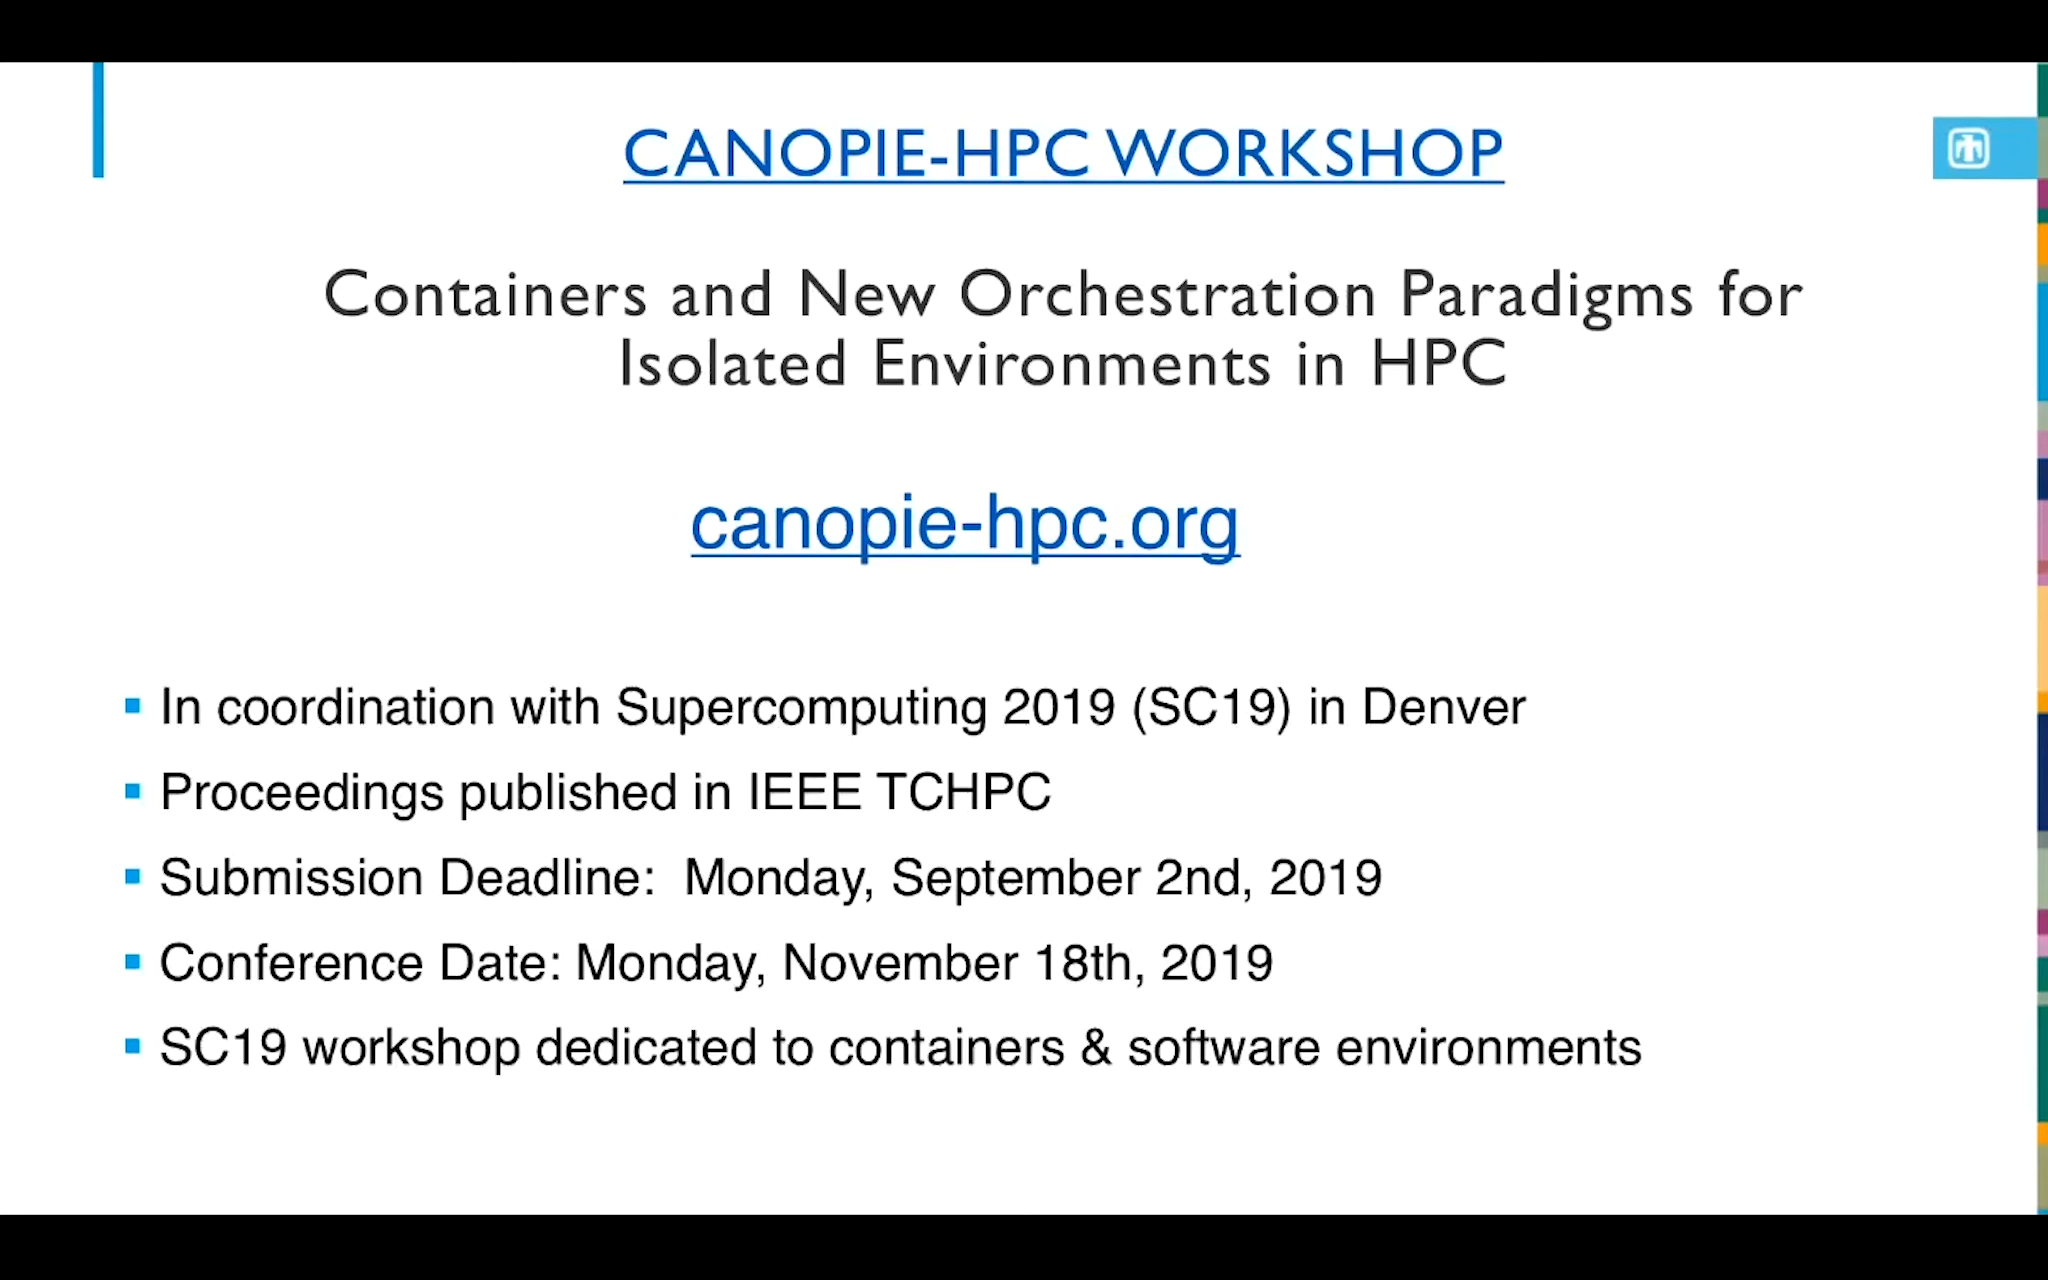 CANOPIE-HPC WORKSHOP
Containers and New Orchestration Paradigms for
Isolated Environments in HPC
canopie-hpc.org
In coordination with Supercomputing 2019 (SC19) in Denver
Proceedings published in IEEE TCHPC
Submission Deadline:  Monday, September 2nd, 2019
Conference Date: Monday, November 18th, 2019
SC19 workshop dedicated to containers & software environments